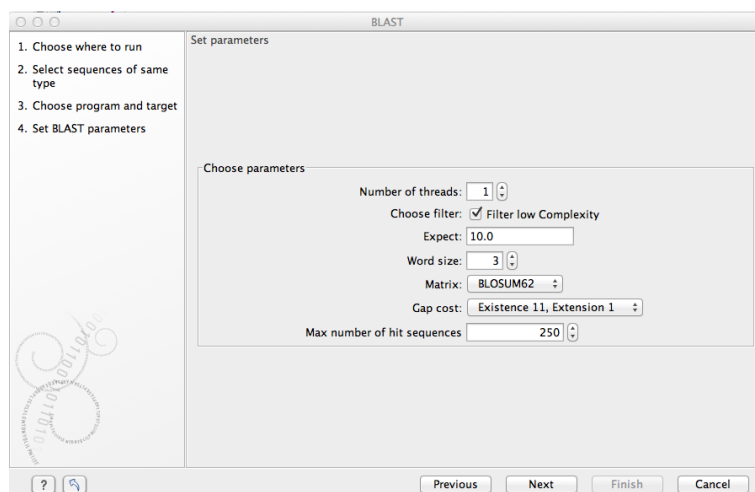 BLAST
1. Choose where to run
2. Select sequences of same
type
3. Choose program and target
4. Set BLAST parameters
Set parameters
Choose parameters
Number of threads: 1
Choose filter: Filter low Complexity
Expect: 10.0
Word size: 3
Matrix: BLOSUM62
Gap cost: Existence 11, Extension 1
Max number of hit sequences 250
?
Previous Next Finish Cancel